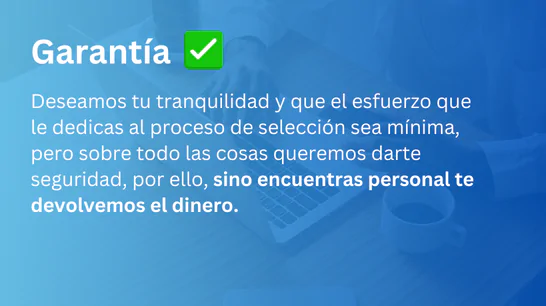 Garantía ✅
Deseamos tu tranquilidad y que el esfuerzo que
le dedicas al proceso de selección sea mínima,
pero sobre todo las cosas queremos darte
seguridad, por ello, sino encuentras personal te
devolvemos el dinero.